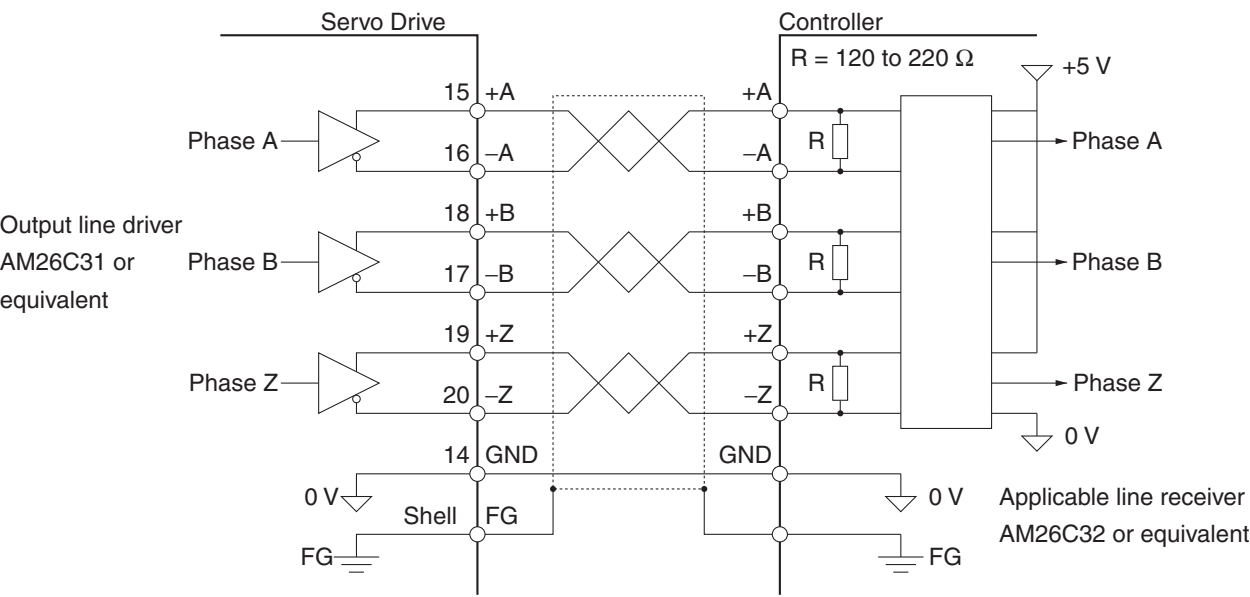 Servo Drive
Controller
R = 120 to 220 Ω
+5 V
15 +A
+A
Phase A
R
Phase A
16 –A
–A
Output line driver
AM26C31 or
equivalent
18 +B
+B
Phase B
R
Phase B
17 –B
–B
19 +Z
+Z
Phase Z
R
Phase Z
20 –Z
–Z
0 V
14 GND
GND
0 V
0 V
Shell FG
FG
FG
Applicable line receiver
AM26C32 or equivalent